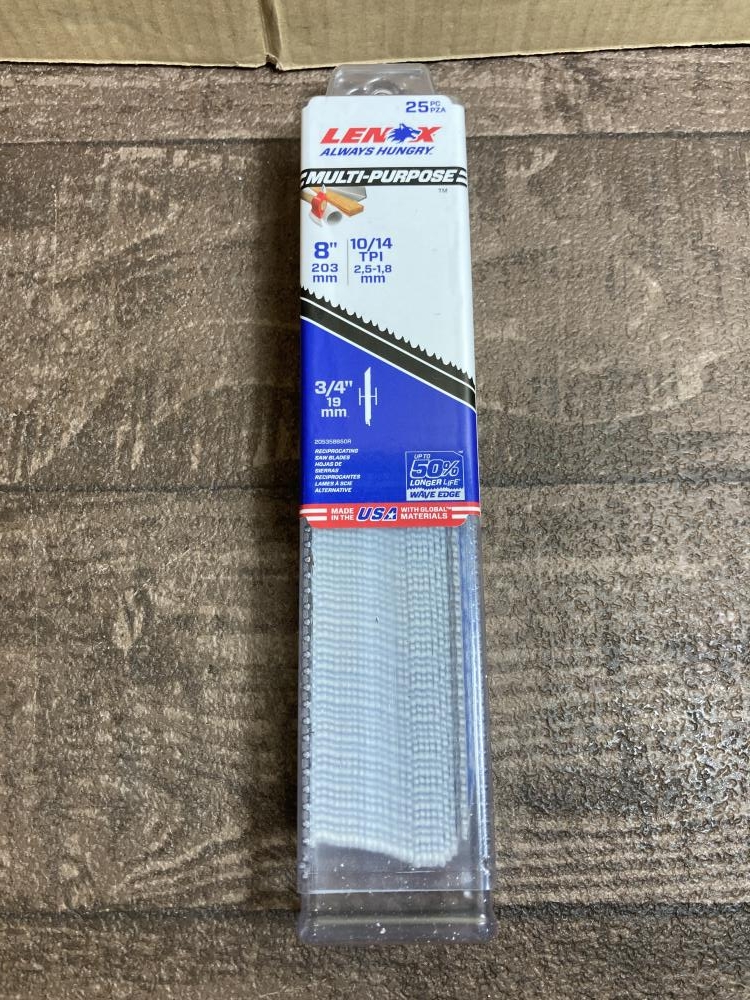 25 PC PZA
LENOX
ALWAYS HUNGRY.
MULTI-PURPOSE
TM
8"
203
mm
10/14
TPI
2,5-1,8
mm
3/4"
19
mm
20535B850R
RECIPROCATING
SAW BLADES
HOJAS DE
SIERRAS
RECIPROCANTES
LAMES À SCIE
ALTERNATIVE
UP TO
50%
LONGER LIFE*
WAVE EDGE
MADE IN THE USA WITH GLOBAL MATERIALS